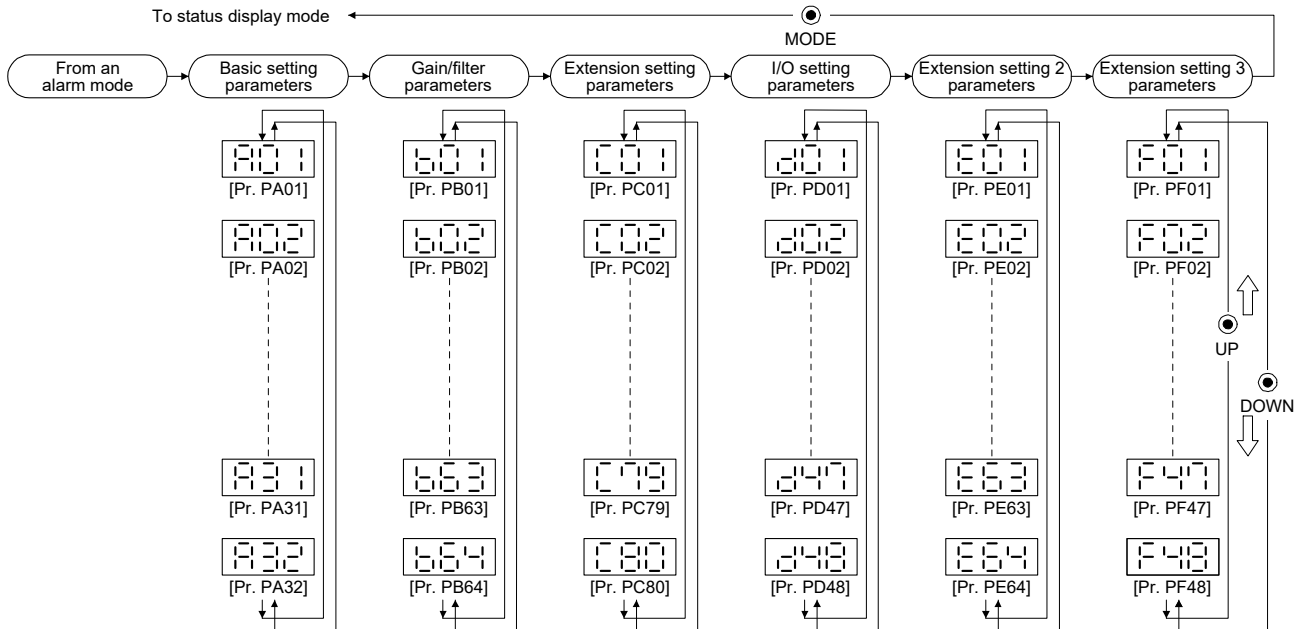 To status display mode
MODE
From an
alarm mode
Basic setting
parameters
Gain/filter
parameters
Extension setting
parameters
I/O setting
parameters
Extension setting 2
parameters
Extension setting 3
parameters
A01 b01 C01 d01 E01 F01
[Pr. PA01] [Pr. PB01] [Pr. PC01] [Pr. PD01] [Pr. PE01] [Pr. PF01]
A02 b02 C02 d02 E02 F02
[Pr. PA02] [Pr. PB02] [Pr. PC02] [Pr. PD02] [Pr. PE02] [Pr. PF02]
UP
DOWN
A31 b63 C79 d47 E63 F47
[Pr. PA31] [Pr. PB63] [Pr. PC79] [Pr. PD47] [Pr. PE63] [Pr. PF47]
A32 b64 C80 d48 E64 F48
[Pr. PA32] [Pr. PB64] [Pr. PC80] [Pr. PD48] [Pr. PE64] [Pr. PF48]